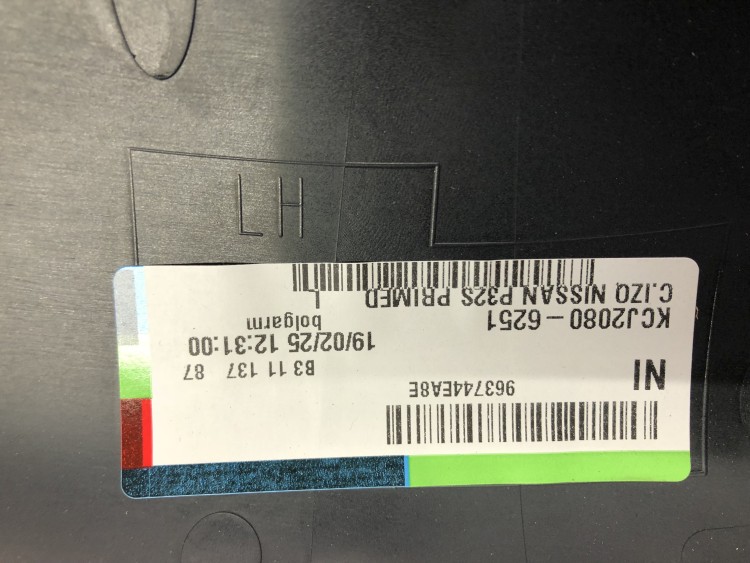 963744EA8E
NI
B3 11 137 87
19/02/25 12:31:00
KCJ2080 – 6251
bolgarm
C.IZQ NISSAN P32S PRIMED L
LH